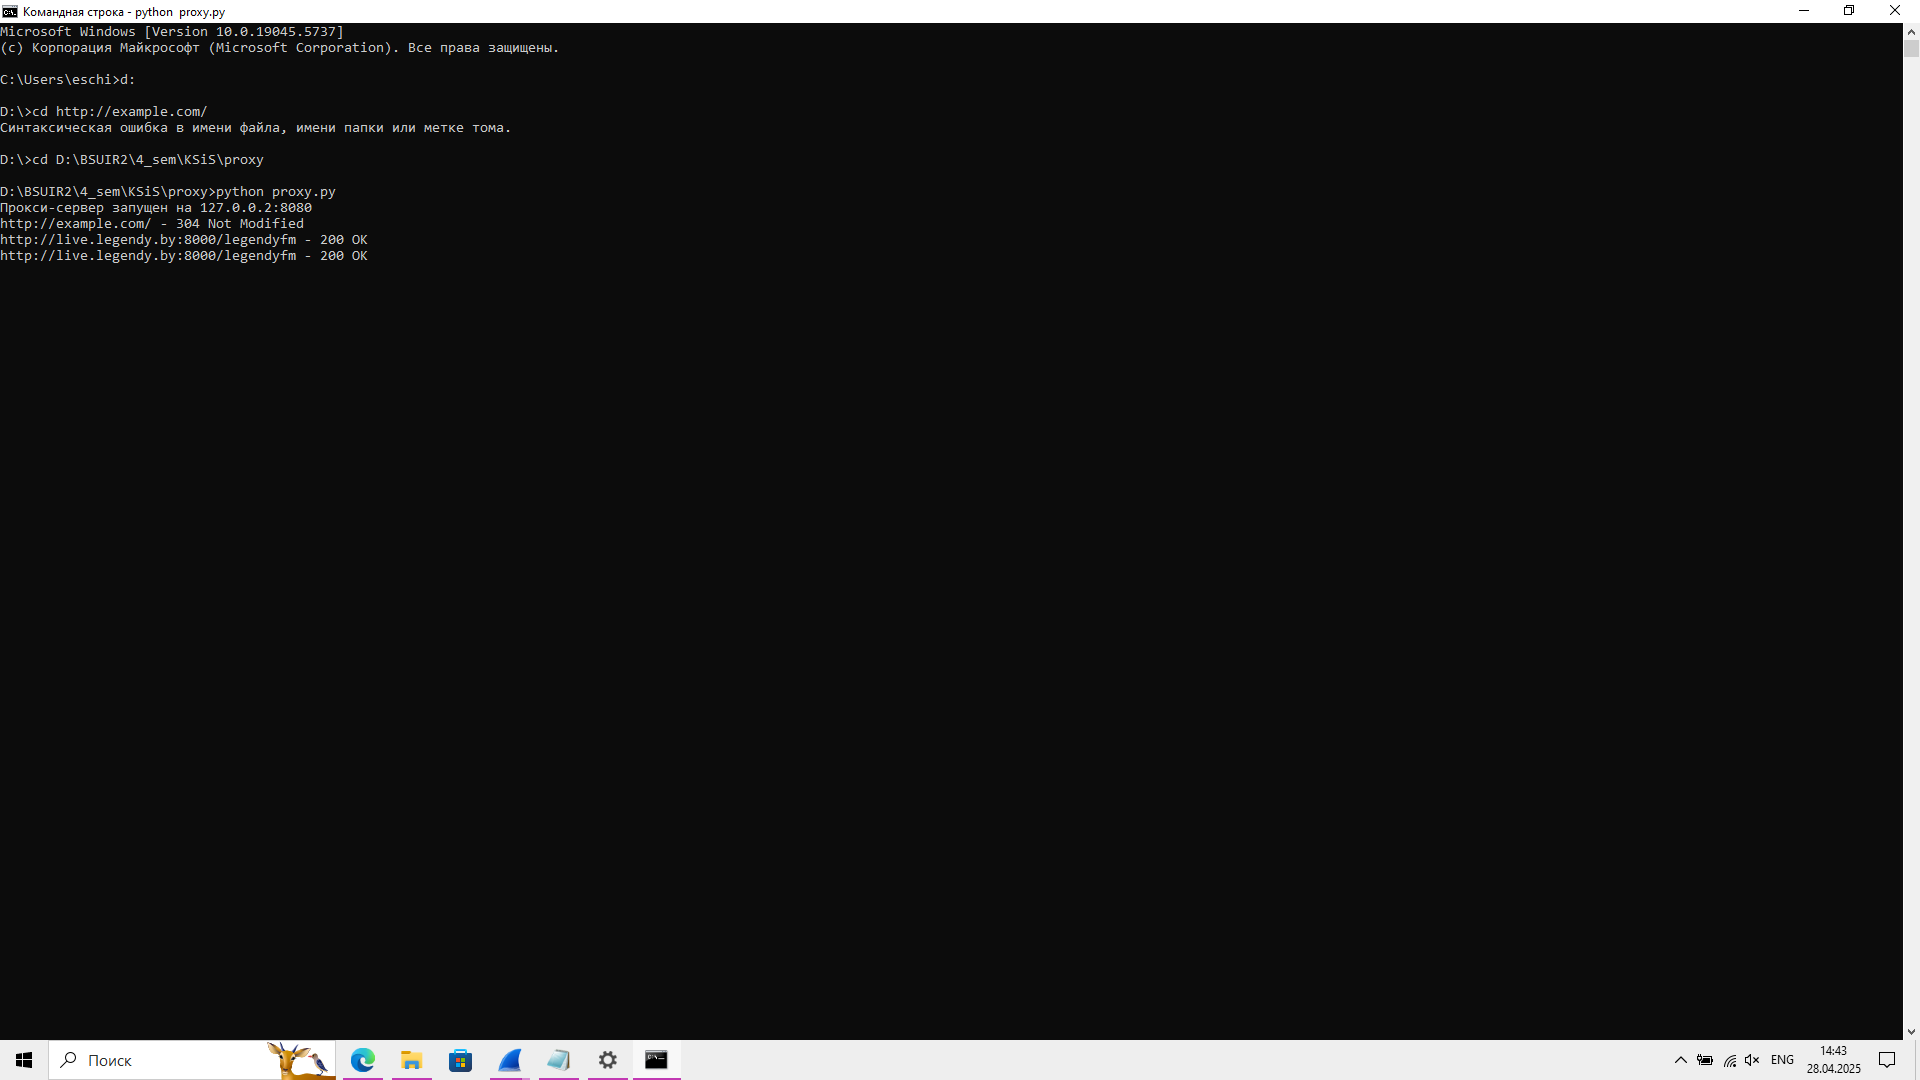 Командная строка - python  proxy.py
Microsoft Windows [Version 10.0.19045.5737]
(c) Корпорация Майкрософт (Microsoft Corporation). Все права защищены.
C:\Users\eschi>d:
D:\>cd http://example.com/
Синтаксическая ошибка в имени файла, имени папки или метке тома.
D:\>cd D:\BSUIR2\4_sem\KSiS\proxy
D:\BSUIR2\4_sem\KSiS\proxy>python proxy.py
Прокси-сервер запущен на 127.0.0.2:8080
http://example.com/ - 304 Not Modified
http://live.legendy.by:8000/legendyfm - 200 OK
http://live.legendy.by:8000/legendyfm - 200 OK
Поиск
ENG
14:43
28.04.2025